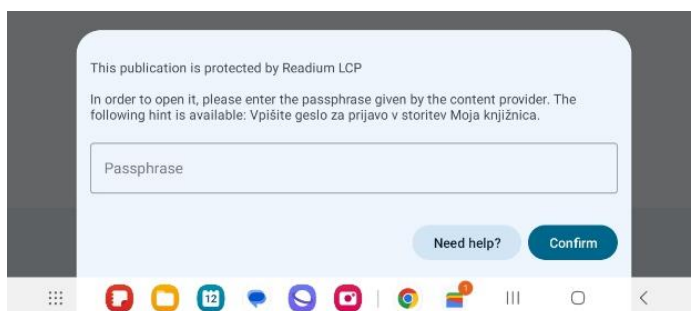 This publication is protected by Readium LCP
In order to open it, please enter the passphrase given by the content provider. The
following hint is available: Vpišite geslo za prijavo v storitev Moja knjižnica.
Passphrase
Need help?
Confirm
12
1